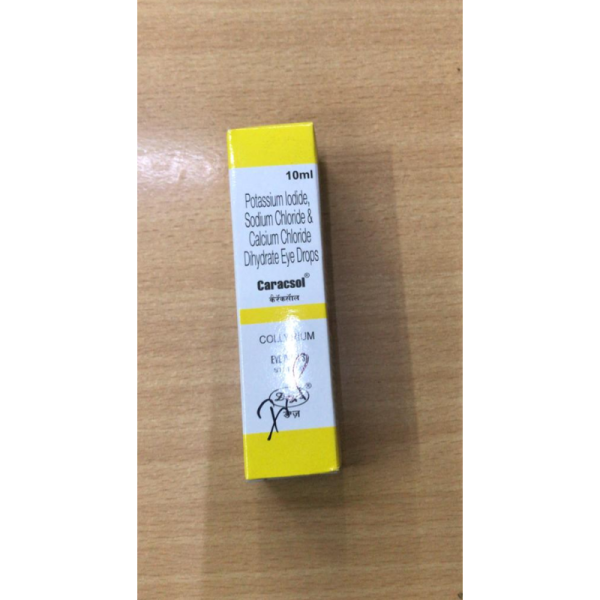 10ml
Potassium Iodide,
Sodium Chloride &
Calcium Chloride
Dihydrate Eye Drops
Caracsol®
कॅरॅकसोल
COLLYRIUM